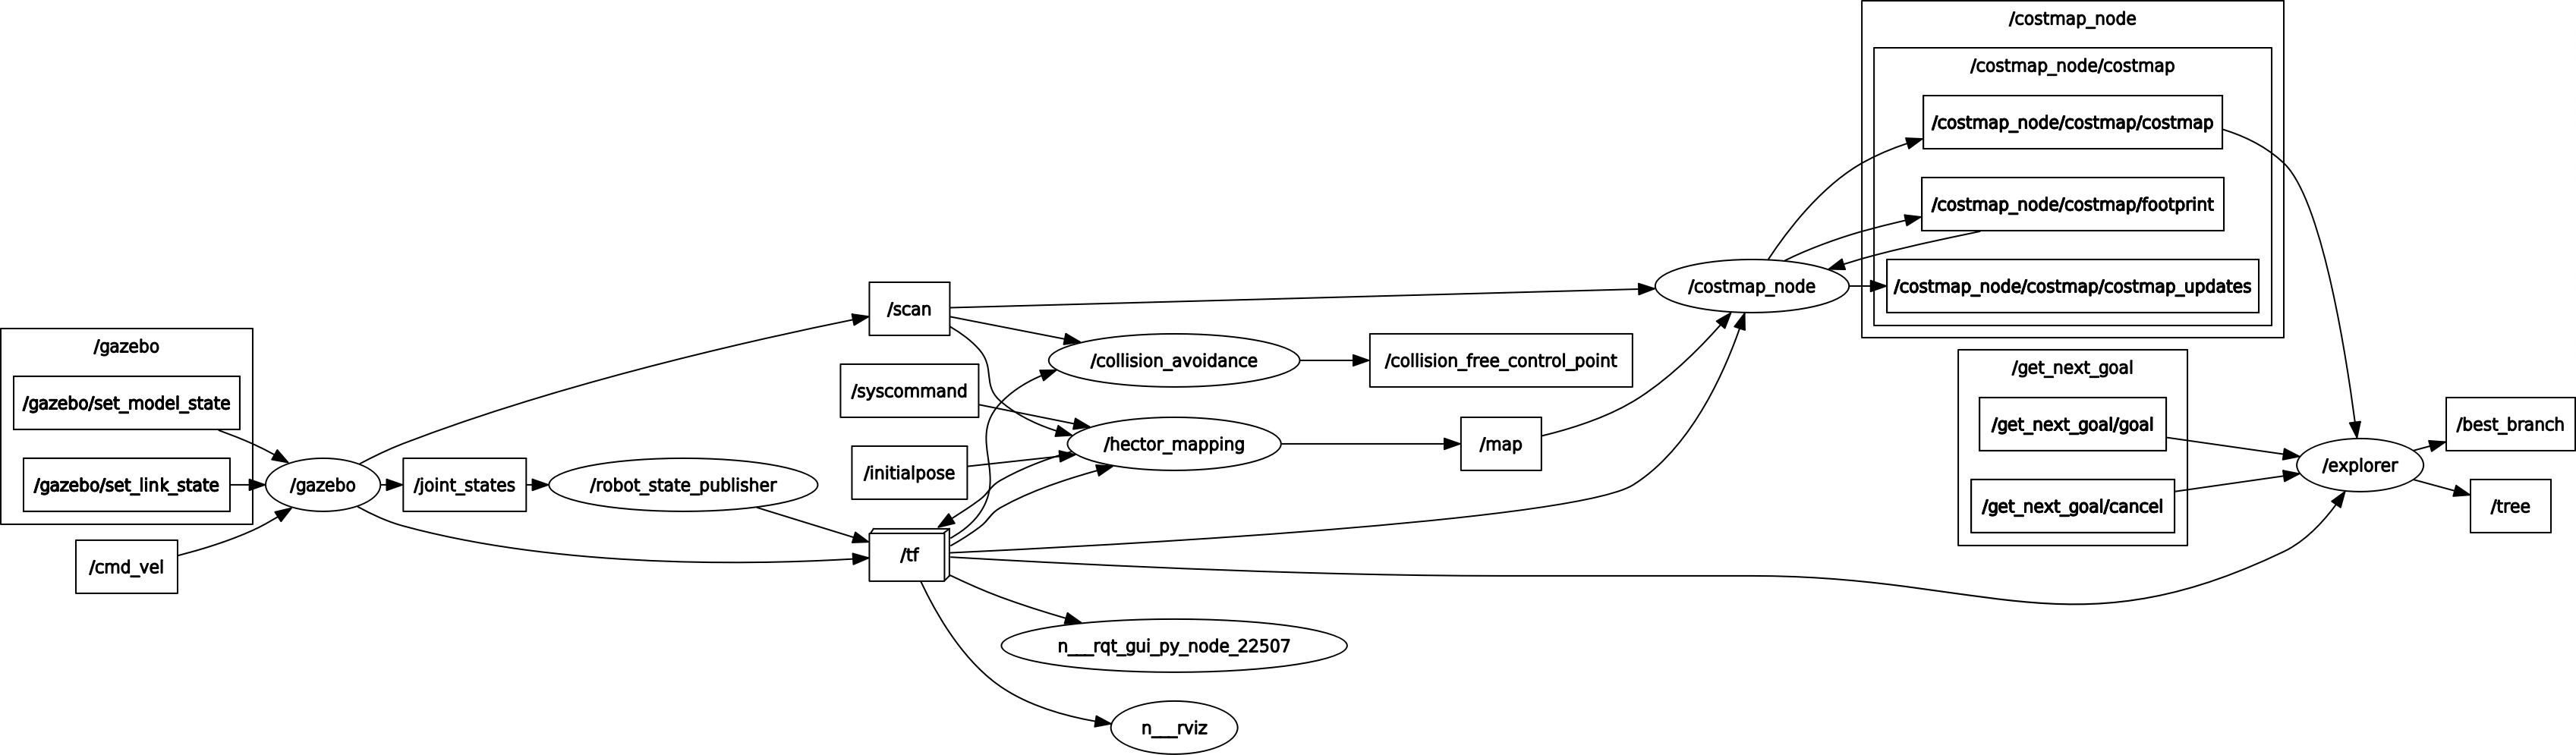 /costmap_node
/costmap_node/costmap
/costmap_node/costmap/costmap
/costmap_node/costmap/footprint
/costmap_node
/costmap_node/costmap/costmap_updates
/scan
/gazebo
/collision_avoidance
/collision_free_control_point
/get_next_goal
/syscommand
/gazebo/set_model_state
/get_next_goal/goal
/best_branch
/hector_mapping
/map
/explorer
/initialpose
/gazebo/set_link_state
/gazebo
/joint_states
/robot_state_publisher
/get_next_goal/cancel
/tree
/tf
/cmd_vel
n___rqt_gui_py_node_22507
n___rviz